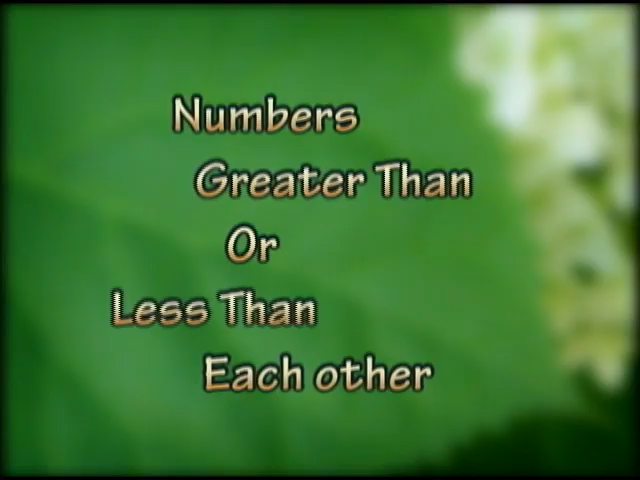 Numbers
Greater Than
Or
Less Than
Each other